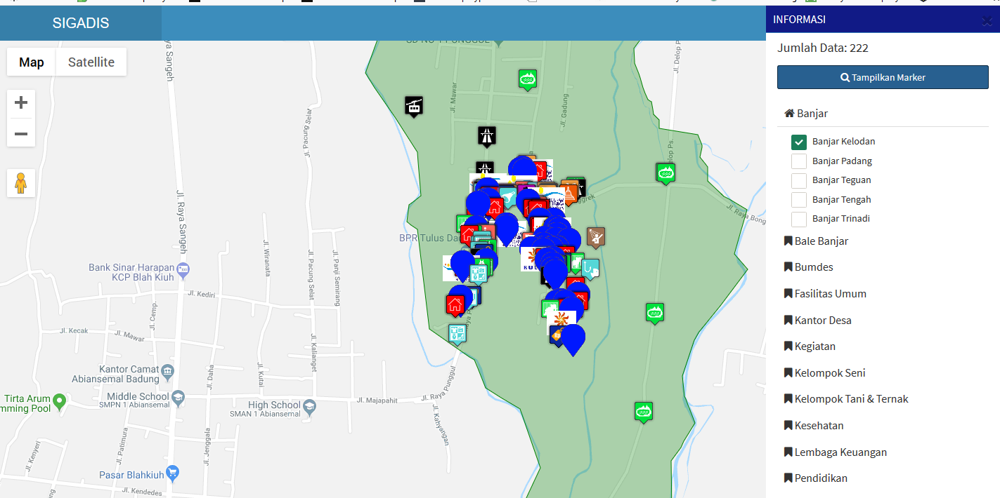 SIGADIS
INFORMASI
Jumlah Data: 222
Tampilkan Marker
Banjar
Banjar Kelodan
Banjar Padang
Banjar Teguan
Banjar Tengah
Banjar Trinadi
Bale Banjar
Bumdes
Fasilitas Umum
Kantor Desa
Kegiatan
Kelompok Seni
Kelompok Tani & Ternak
Kesehatan
Lembaga Keuangan
Pendidikan
Map
Satellite
Jl. Mawar
Jl. Gadung
Jl. Delop P
elop Ps.
ya Sangeh
Jl. Pacung Selat
Jl. Raya Sangeh
Jl. Raya Bong
ggrek
BPR Tulus Da
Jl. Wiranata
Jl. Pacung Selat
Jl. Panji Semirang
Bank Sinar Harapan
KCP Blah Kiuh
Jl. Kediri
Jl. Cemp.
Jl. Kecak
Jl. Mawar
Jl. Kalianget
Jl. Kutai
Jl. Daha
Kantor Camat
Abiansemal Badung
Middle School
SMPN 1 Abiansemal
Tirta Arum
mming Pool
High School
SMAN 1 Abiansemal
Jl. Majapahit
Jl. Raya Punggul
Jl. Kahyangan
Jl. Patimura
Jl. Jenggala
Jl. Kenyeri
Pasar Blahkiuh
Jl. Kendedes